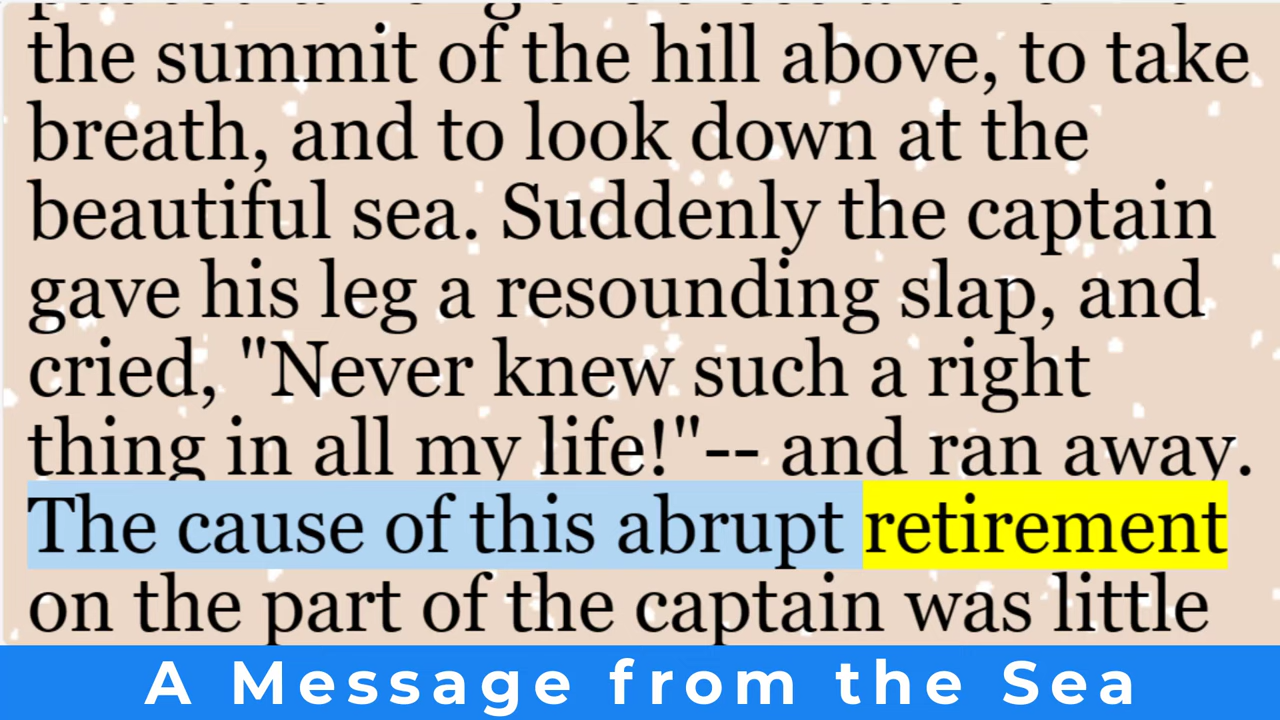 the summit of the hill above, to take
breath, and to look down at the
beautiful sea. Suddenly the captain
gave his leg a resounding slap, and
cried, "Never knew such a right
thing in all my life!"-- and ran away.
The cause of this abrupt retirement
on the part of the captain was little
A Message from the Sea